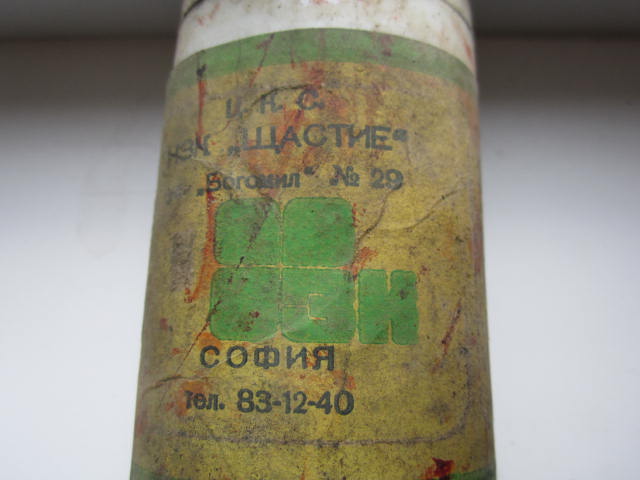 Ц. К. С.
„ЩАСТИЕ“
„Богомил“ № 29
СОФИЯ
тел. 83-12-40